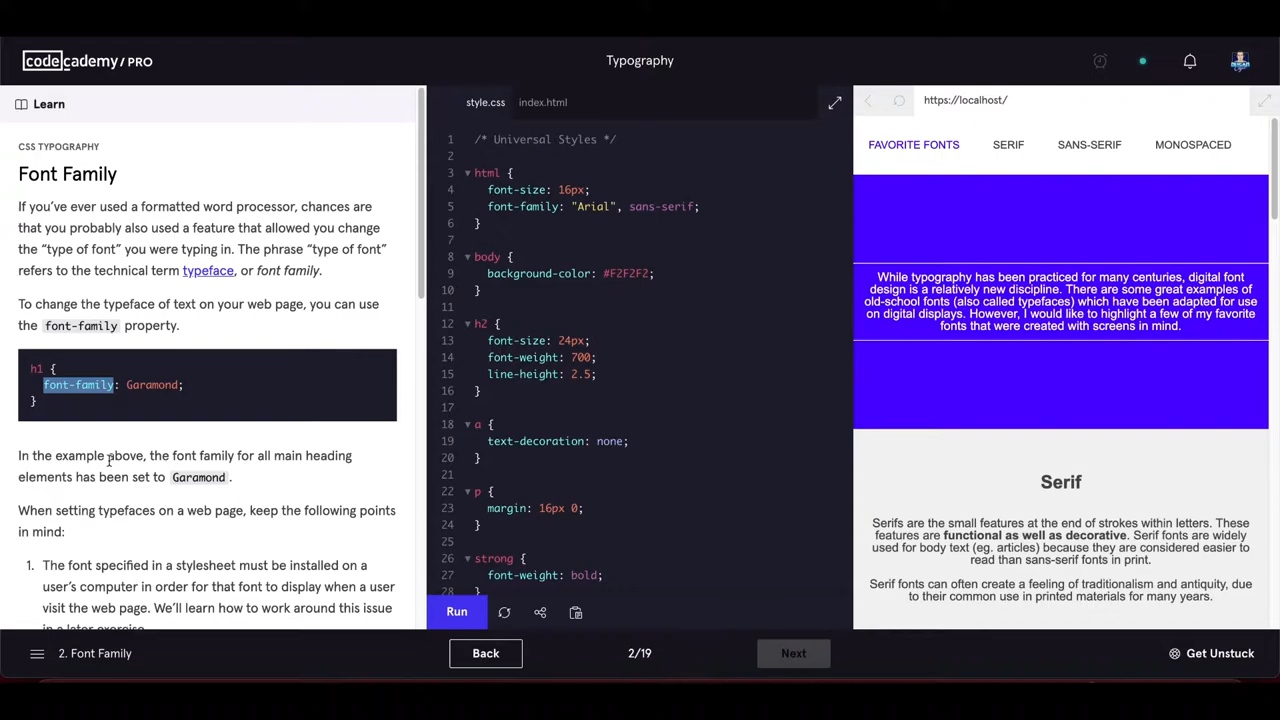 codecademy / PRO
Typography
Learn
CSS TYPOGRAPHY
Font Family
If you've ever used a formatted word processor, chances are
that you probably also used a feature that allowed you change
the "type of font" you were typing in. The phrase "type of font"
refers to the technical term typeface, or font family.
To change the typeface of text on your web page, you can use
the font-family property.
h1 {
font-family: Garamond;
}
In the example above, the font family for all main heading
elements has been set to Garamond.
When setting typefaces on a web page, keep the following points
in mind:
1. The font specified in a stylesheet must be installed on a
user's computer in order for that font to display when a user
visit the web page. We'll learn how to work around this issue
in a later exercise.
style.css index.html
1 /* Universal Styles */
2
3 html {
4 font-size: 16px;
5 font-family: "Arial", sans-serif;
6 }
7
8 body {
9 background-color: #F2F2F2;
10 }
11
12 h2 {
13 font-size: 24px;
14 font-weight: 700;
15 line-height: 2.5;
16 }
17
18 a {
19 text-decoration: none;
20 }
21
22 p {
23 margin: 16px 0;
24 }
25
26 strong {
27 font-weight: bold;
28 }
Run
https://localhost/
FAVORITE FONTS SERIF SANS-SERIF MONOSPACED
While typography has been practiced for many centuries, digital font
design is a relatively new discipline. There are some great examples of
old-school fonts (also called typefaces) which have been adapted for use
on digital displays. However, I would like to highlight a few of my favorite
fonts that were created with screens in mind.
Serif
Serifs are the small features at the end of strokes within letters. These
features are functional as well as decorative. Serif fonts are widely
used for body text (eg. articles) because they are considered easier to
read than sans-serif fonts in print.
Serif fonts can often create a feeling of traditionalism and antiquity, due
to their common use in printed materials for many years.
2. Font Family
Back
2/19
Next
Get Unstuck